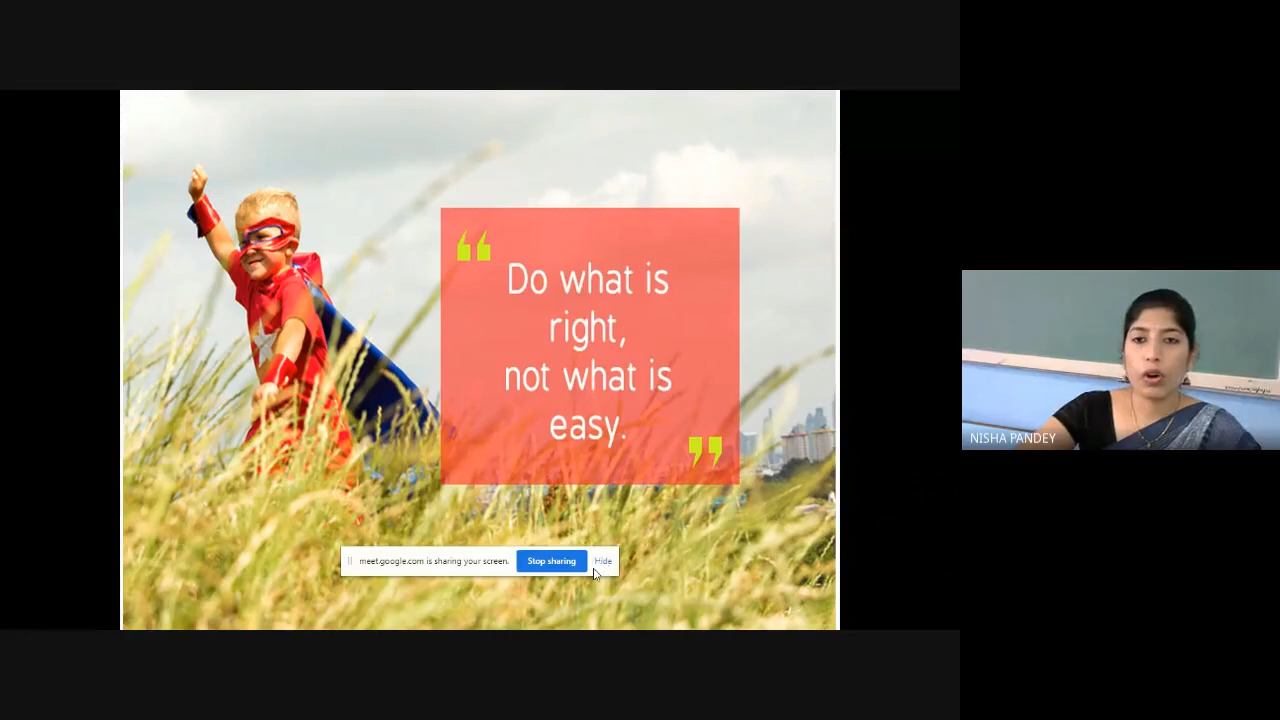 ❝
Do what is
right,
not what is
easy.
❞
meet.google.com is sharing your screen. Stop sharing Hide
NISHA PANDEY